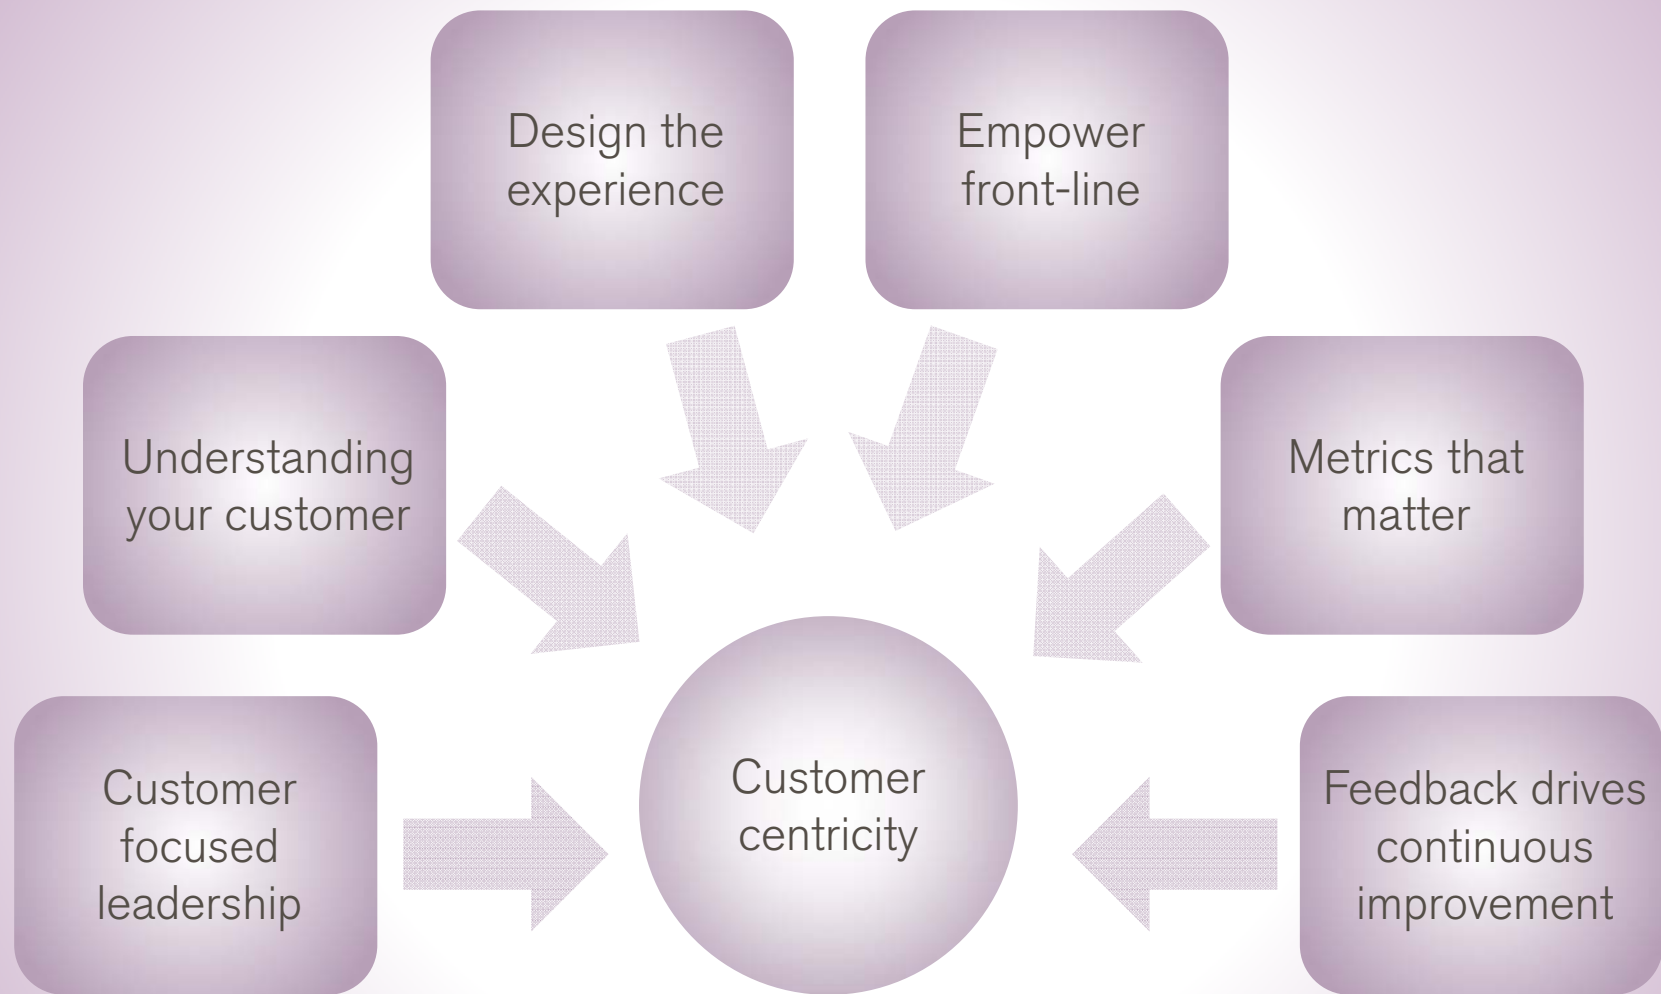 Design the
experience
Empower
front-line
Understanding
your customer
Metrics that
matter
Customer
focused
leadership
Customer
centricity
Feedback drives
continuous
improvement